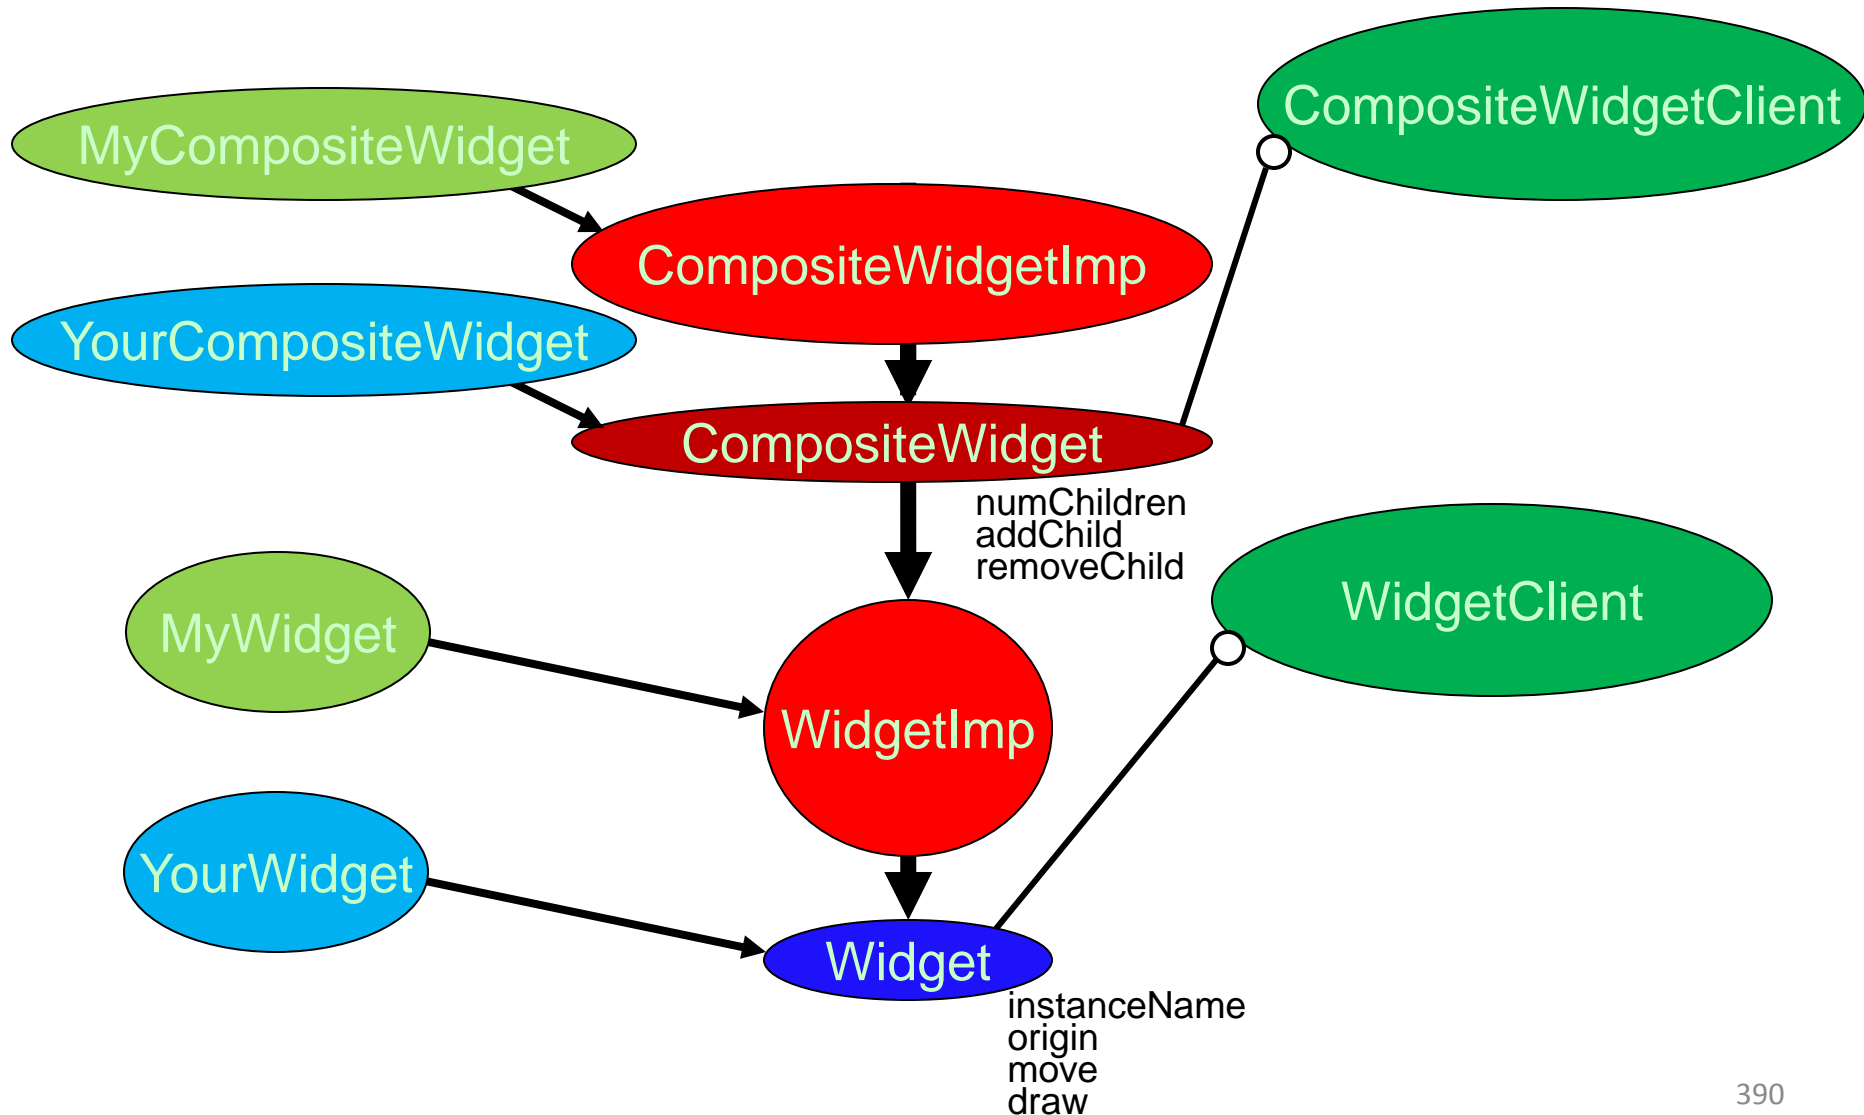 CompositeWidgetClient
MyCompositeWidget
CompositeWidgetImp
YourCompositeWidget
CompositeWidget
numChildren
addChild
removeChild
WidgetClient
MyWidget
WidgetImp
YourWidget
Widget
instanceName
origin
move
draw
390